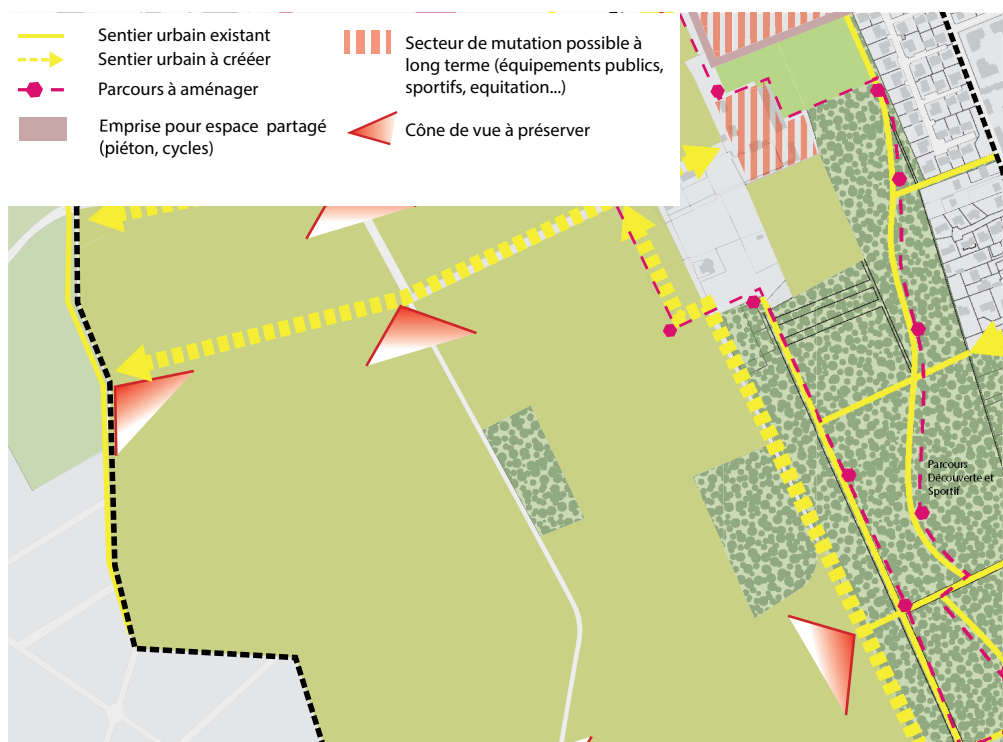 Sentier urbain existant
Sentier urbain à crééer
Parcours à aménager
Emprise pour espace partagé
(piéton, cycles)
Secteur de mutation possible à
long terme (équipements publics,
sportifs, equitation...)
Cône de vue à préserver
Parcours
Découverte et
Sportif